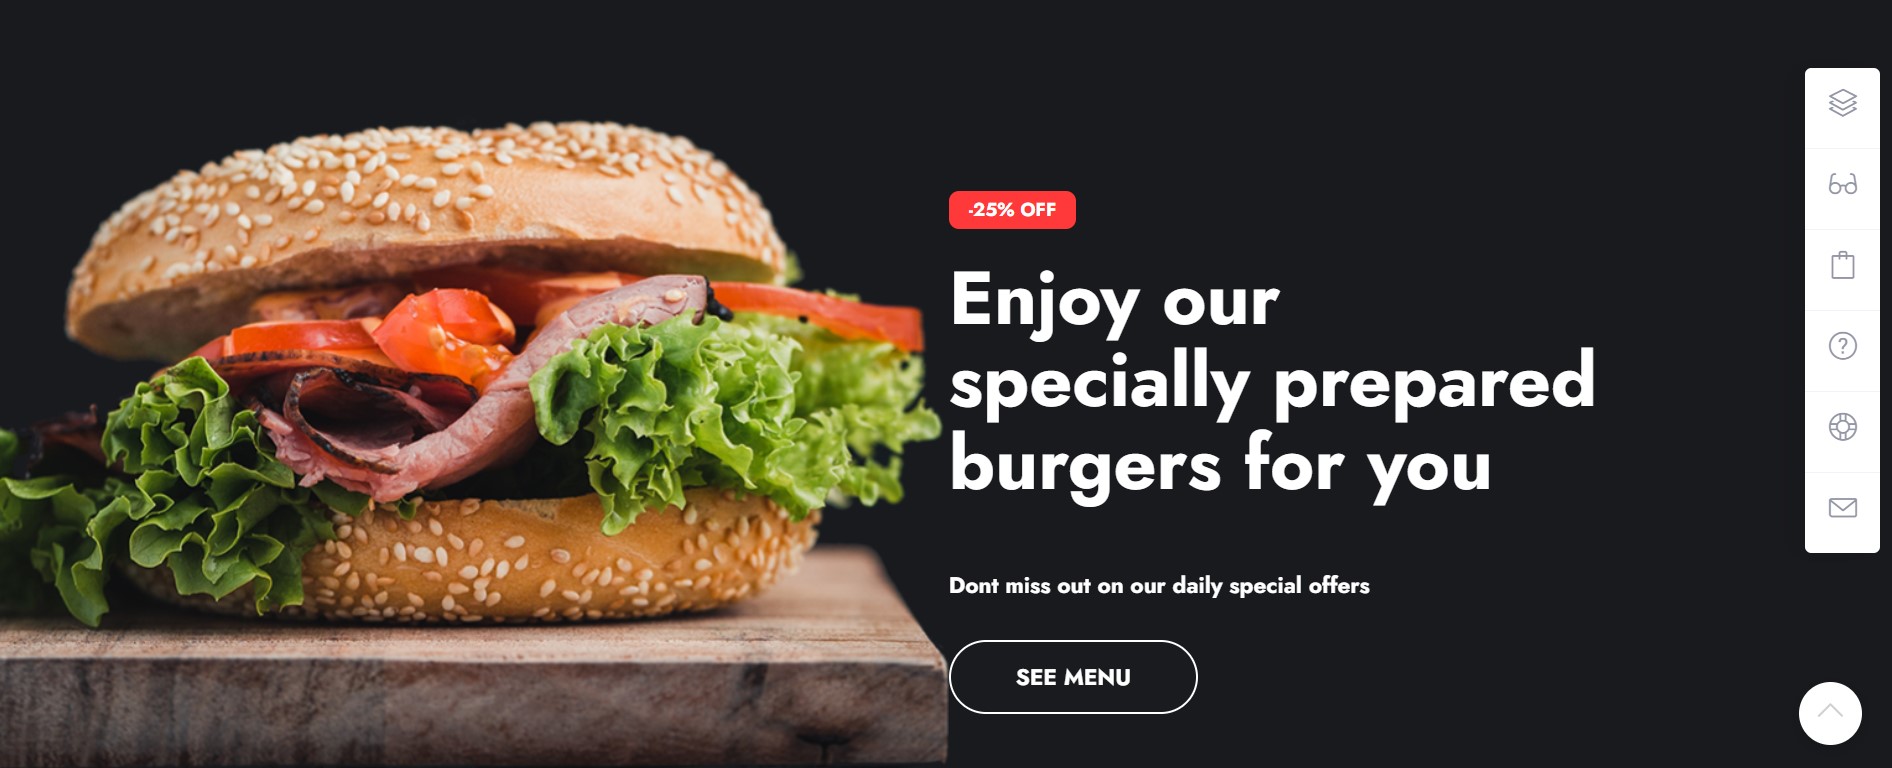 -25% OFF
Enjoy our
specially prepared
burgers for you
Dont miss out on our daily special offers
SEE MENU